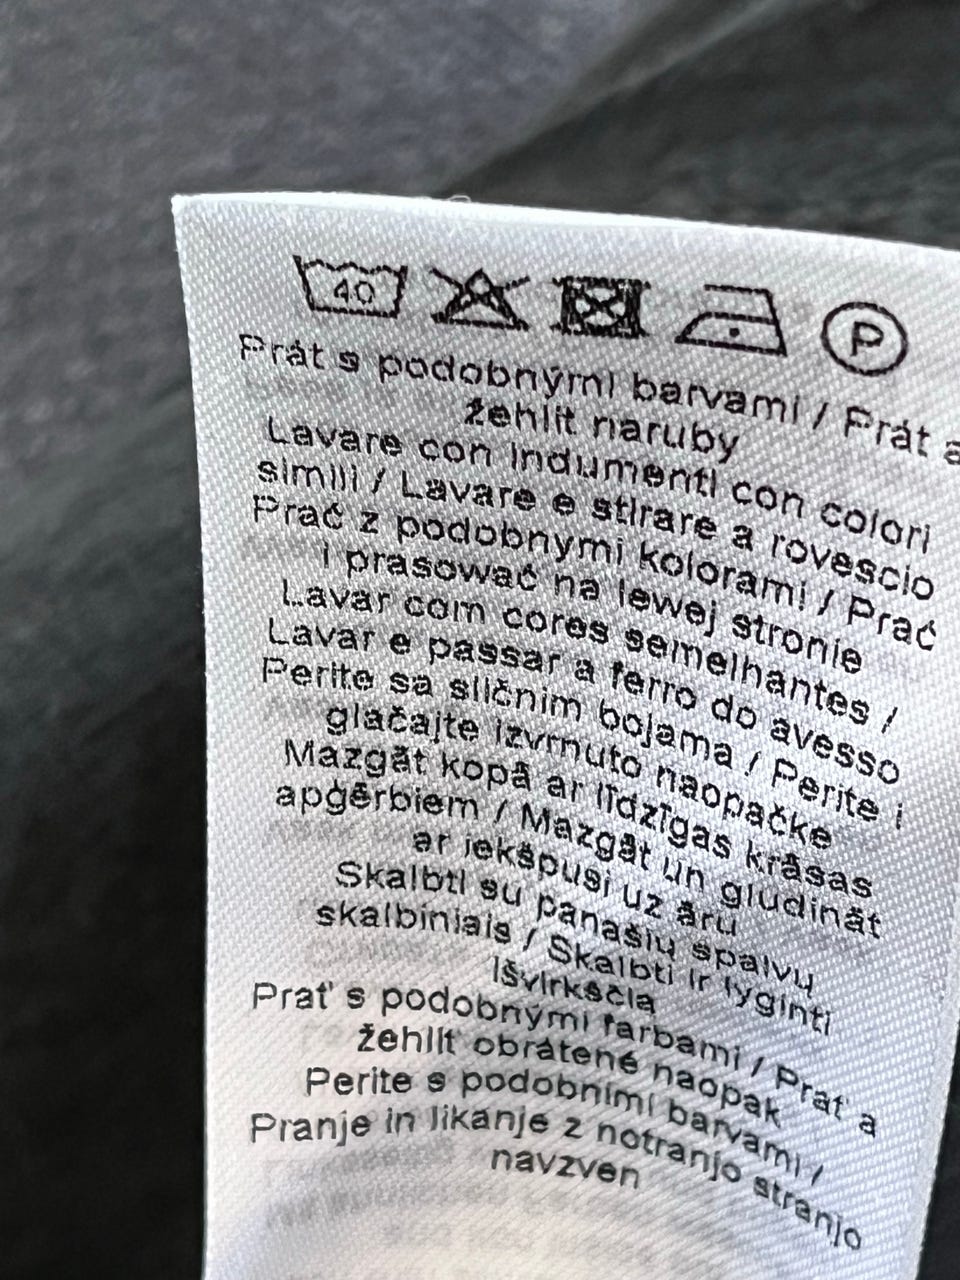 40 P
Prát s podobnými barvami / Prát a
žehlit naruby
Lavare con indumenti con colori
simili / Lavare e stirare a rovescio
Prać z podobnymi kolorami / Prać
i prasować na lewej stronie
Lavar com cores semelhantes /
Lavar e passar a ferro do avesso
Perite sa sličnim bojama / Perite i
glačajte izvrnuto naopačke
Mazgāt kopā ar līdzīgas krāsas
apģērbiem / Mazgāt un gludināt
ar iekšpusi uz āru
Skalbti su panašių spalvų
skalbiniais / Skalbti ir lyginti
išvirkščią
Prať s podobnými farbami / Prať a
žehliť obrátené naopak
Perite s podobnimi barvami /
Pranje in likanje z notranjo stranjo
navzven